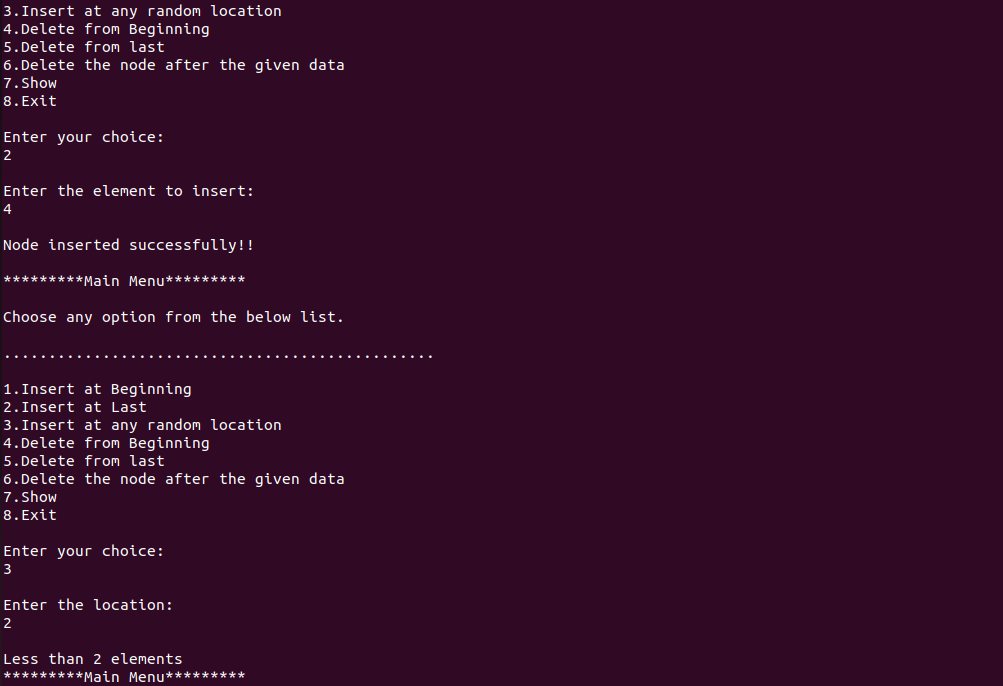 3.Insert at any random location
4.Delete from Beginning
5.Delete from last
6.Delete the node after the given data
7.Show
8.Exit
Enter your choice:
2
Enter the element to insert:
4
Node inserted successfully!!
*********Main Menu*********
Choose any option from the below list.
................................................
1.Insert at Beginning
2.Insert at Last
3.Insert at any random location
4.Delete from Beginning
5.Delete from last
6.Delete the node after the given data
7.Show
8.Exit
Enter your choice:
3
Enter the location:
2
Less than 2 elements
*********Main Menu*********